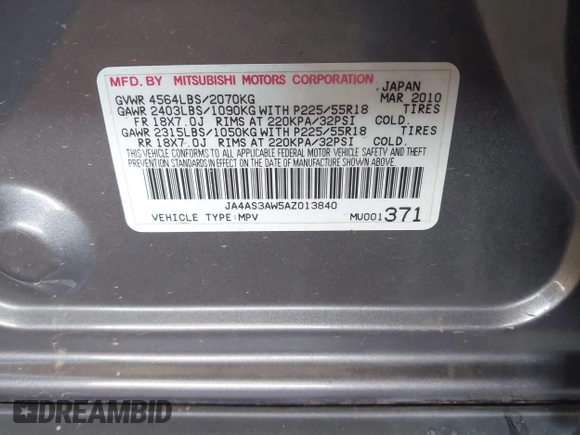 MFD. BY MITSUBISHI MOTORS CORPORATION
JAPAN
GVWR 4564LBS/2070KG MAR 2010
GAWR 2403LBS/1090KG WITH P225/55R18 TIRES
FR 18X7.0J RIMS AT 220KPA/32PSI COLD.
GAWR 2315LBS/1050KG WITH P225/55R18 TIRES
RR 18X7.0J RIMS AT 220KPA/32PSI COLD.
THIS VEHICLE CONFORMS TO ALL APPLICABLE FEDERAL MOTOR VEHICLE SAFETY AND THEFT
PREVENTION STANDARDS IN EFFECT ON THE DATE OF MANUFACTURE SHOWN ABOVE.
JA4AS3AW5AZ013840
VEHICLE TYPE:MPV MU001371
DREAMBID